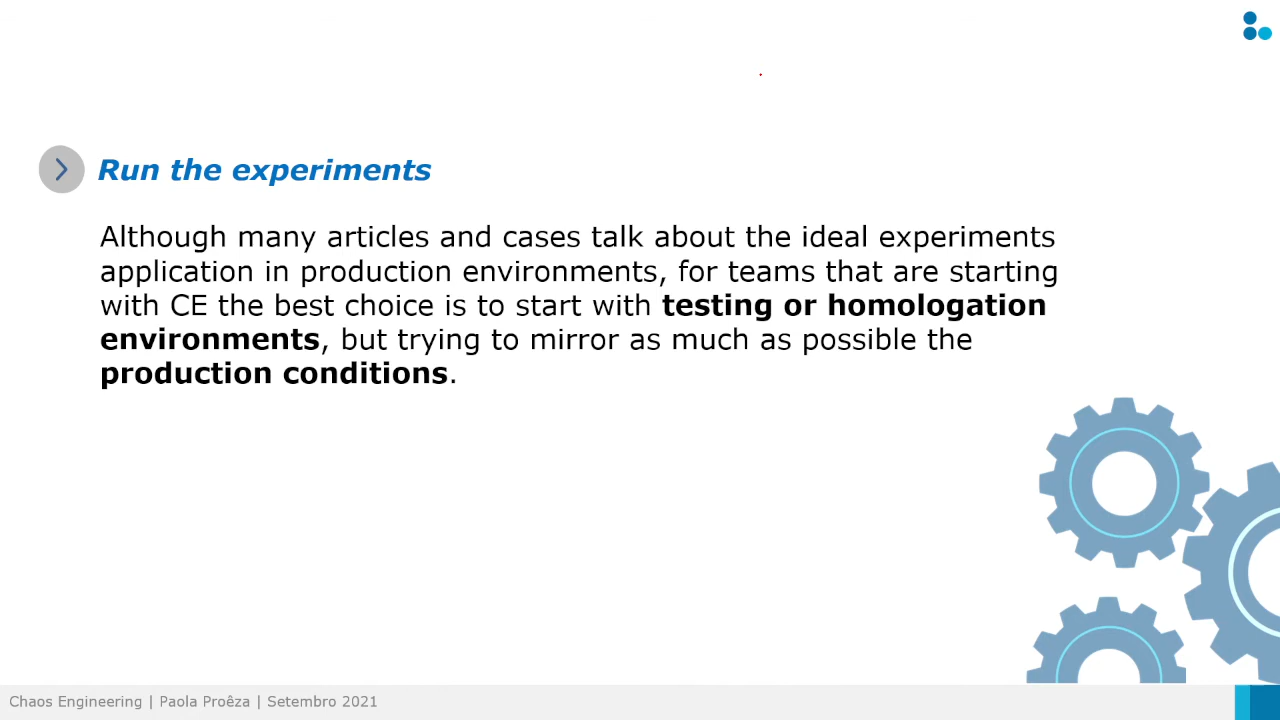 Run the experiments
Although many articles and cases talk about the ideal experiments
application in production environments, for teams that are starting
with CE the best choice is to start with testing or homologation
environments, but trying to mirror as much as possible the
production conditions.
Chaos Engineering | Paola Proêza | Setembro 2021